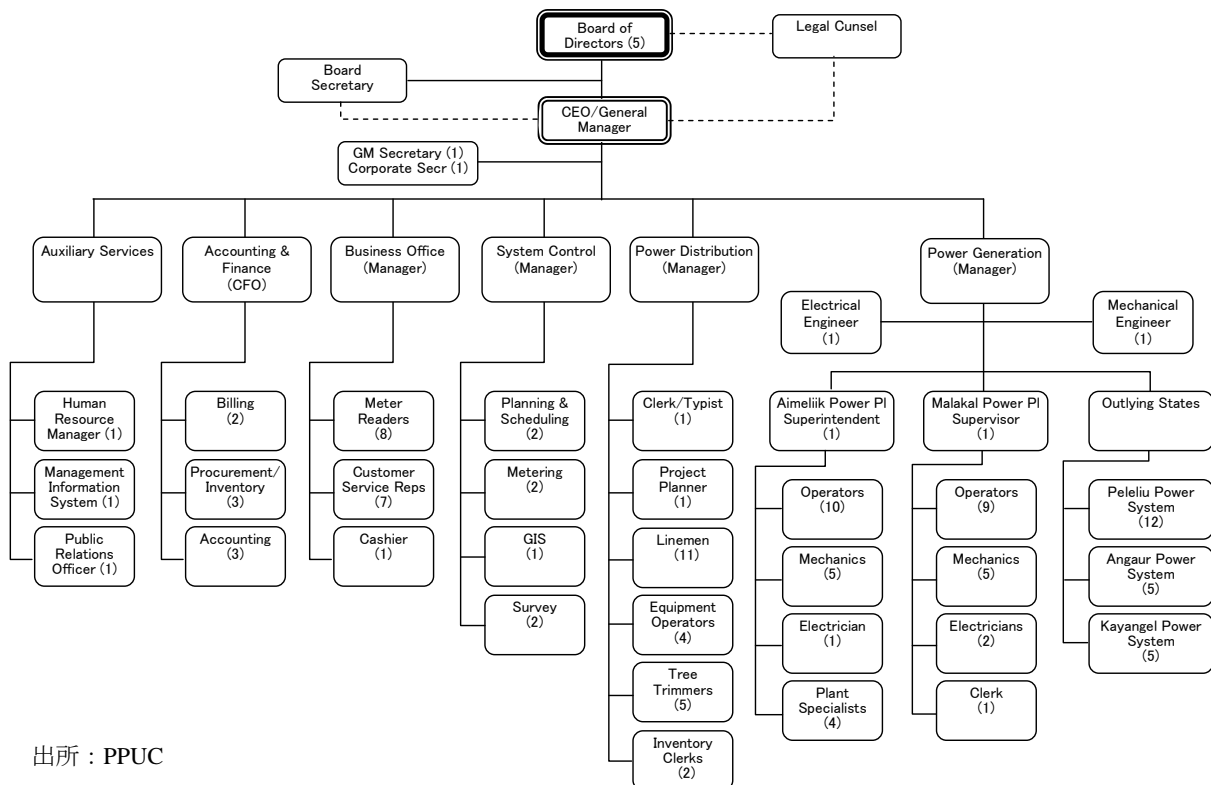 Board of
Directors (5)
Legal Cunsel
Board
Secretary
CEO/General
Manager
GM Secretary (1)
Corporate Secr (1)
Auxiliary Services
Accounting &
Finance
(CFO)
Business Office
(Manager)
System Control
(Manager)
Power Distribution
(Manager)
Power Generation
(Manager)
Electrical
Engineer
(1)
Mechanical
Engineer
(1)
Human
Resource
Manager (1)
Management
Information
System (1)
Public
Relations
Officer (1)
Billing
(2)
Procurement/
Inventory
(3)
Accounting
(3)
Meter
Readers
(8)
Customer
Service Reps
(7)
Cashier
(1)
Planning &
Scheduling
(2)
Metering
(2)
GIS
(1)
Survey
(2)
Clerk/Typist
(1)
Project
Planner
(1)
Linemen
(11)
Equipment
Operators
(4)
Tree
Trimmers
(5)
Inventory
Clerks
(2)
Aimeliik Power Pl
Superintendent
(1)
Operators
(10)
Mechanics
(5)
Electrician
(1)
Plant
Specialists
(4)
Malakal Power Pl
Supervisor
(1)
Operators
(9)
Mechanics
(5)
Electricians
(2)
Clerk
(1)
Outlying States
Peleliu Power
System
(12)
Angaur Power
System
(5)
Kayangel Power
System
(5)
出所：PPUC